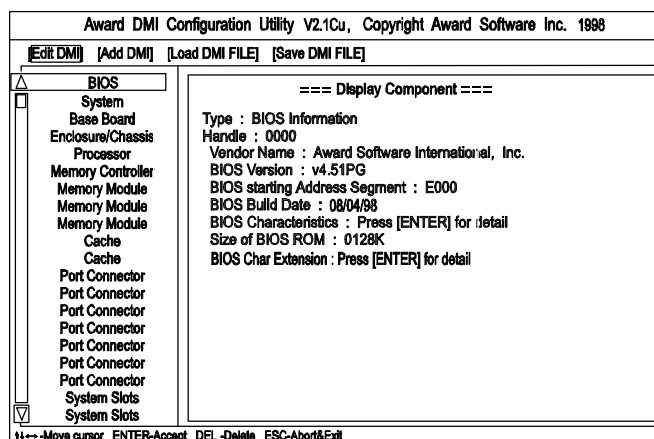 Award DMI Configuration Utility V2.1Cu, Copyright Award Software Inc. 1998
[Edit DMI] [Add DMI] [Load DMI FILE] [Save DMI FILE]
BIOS
System
Base Board
Enclosure/Chassis
Processor
Memory Controller
Memory Module
Memory Module
Memory Module
Cache
Cache
Port Connector
Port Connector
Port Connector
Port Connector
Port Connector
Port Connector
Port Connector
System Slots
System Slots
=== Display Component ===
Type : BIOS Information
Handle : 0000
Vendor Name : Award Software International, Inc.
BIOS Version : v4.51PG
BIOS starting Address Segment : E000
BIOS Build Date : 08/04/98
BIOS Characteristics : Press [ENTER] for detail
Size of BIOS ROM : 0128K
BIOS Char Extension : Press [ENTER] for detail
↑↓↔-Move cursor ENTER-Accept DEL -Delete ESC-Abort&Exit